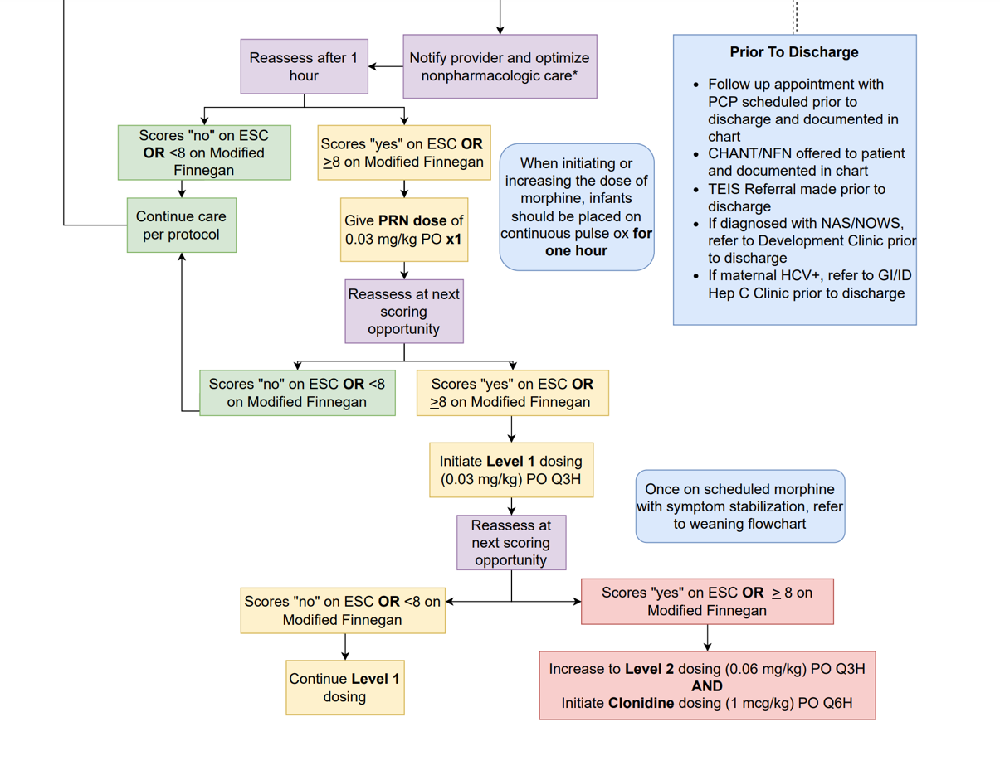 Reassess after 1
hour
Notify provider and optimize
nonpharmacologic care*
Prior To Discharge
• Follow up appointment with
PCP scheduled prior to
discharge and documented in
chart
• CHANT/NFN offered to patient
and documented in chart
• TEIS Referral made prior to
discharge
• If diagnosed with NAS/NOWS,
refer to Development Clinic prior
to discharge
• If maternal HCV+, refer to GI/ID
Hep C Clinic prior to discharge
Scores "no" on ESC
OR <8 on Modified
Finnegan
Scores "yes" on ESC OR
≥8 on Modified Finnegan
When initiating or
increasing the dose of
morphine, infants
should be placed on
continuous pulse ox for
one hour
Continue care
per protocol
Give PRN dose of
0.03 mg/kg PO x1
Reassess at next
scoring
opportunity
Scores "no" on ESC OR <8
on Modified Finnegan
Scores "yes" on ESC OR
≥8 on Modified Finnegan
Initiate Level 1 dosing
(0.03 mg/kg) PO Q3H
Once on scheduled morphine
with symptom stabilization, refer
to weaning flowchart
Reassess at
next scoring
opportunity
Scores "no" on ESC OR <8 on
Modified Finnegan
Scores "yes" on ESC OR ≥ 8 on
Modified Finnegan
Continue Level 1
dosing
Increase to Level 2 dosing (0.06 mg/kg) PO Q3H
AND
Initiate Clonidine dosing (1 mcg/kg) PO Q6H